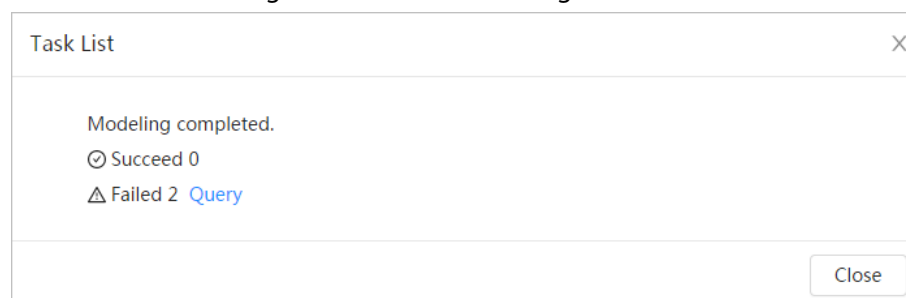 Task List
Modeling completed.
Succeed 0
Failed 2 Query
Close